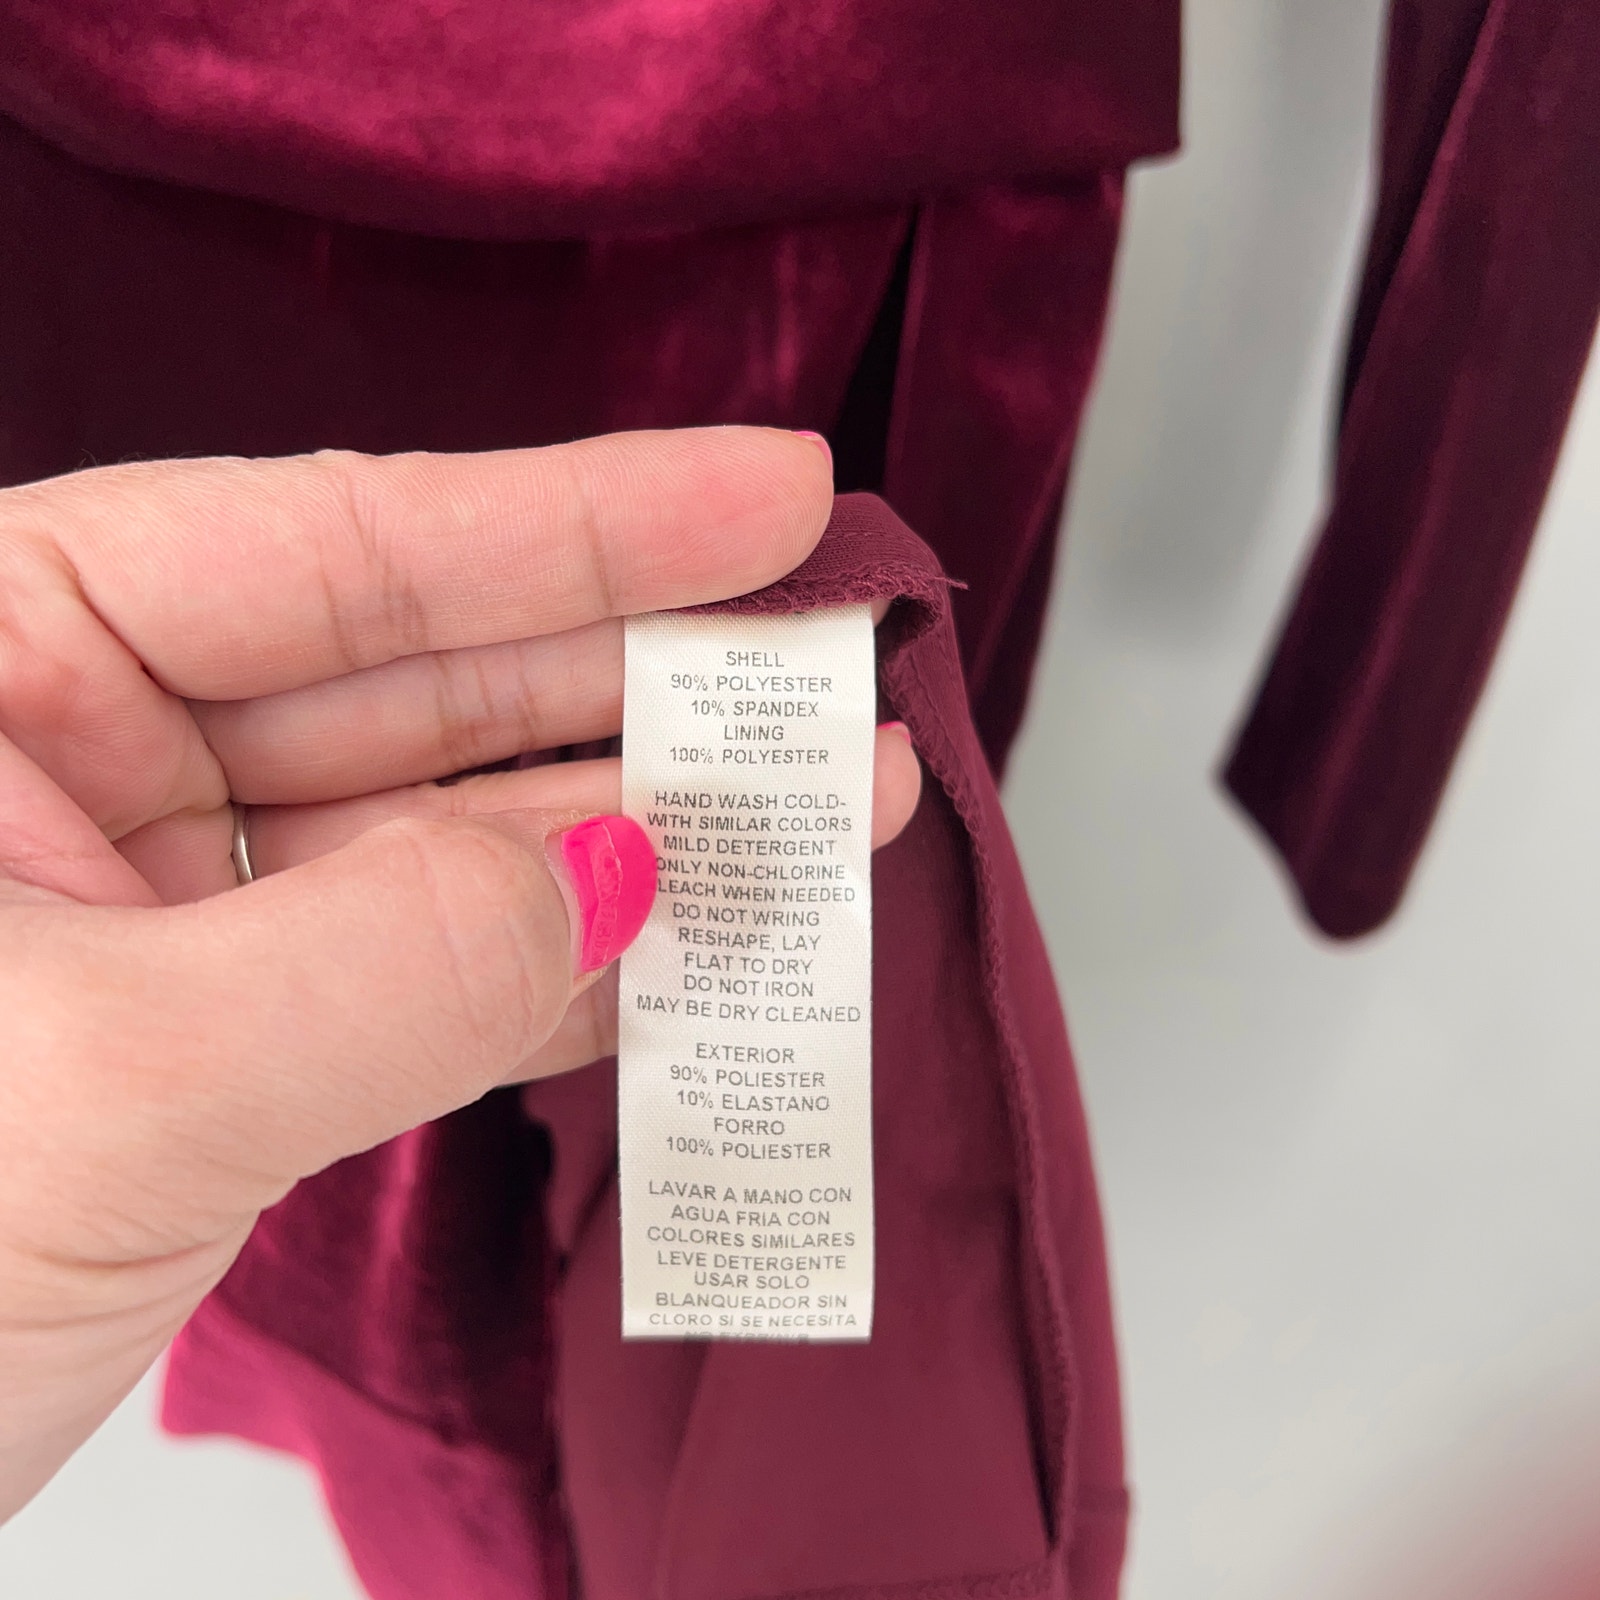 SHELL
90% POLYESTER
10% SPANDEX
LINING
100% POLYESTER
HAND WASH COLD-
WITH SIMILAR COLORS
MILD DETERGENT
ONLY NON-CHLORINE
LEACH WHEN NEEDED
DO NOT WRING
RESHAPE, LAY
FLAT TO DRY
DO NOT IRON
MAY BE DRY CLEANED
EXTERIOR
90% POLIESTER
10% ELASTANO
FORRO
100% POLIESTER
LAVAR A MANO CON
AGUA FRIA CON
COLORES SIMILARES
LEVE DETERGENTE
USAR SOLO
BLANQUEADOR SIN
CLORO SI SE NECESITA